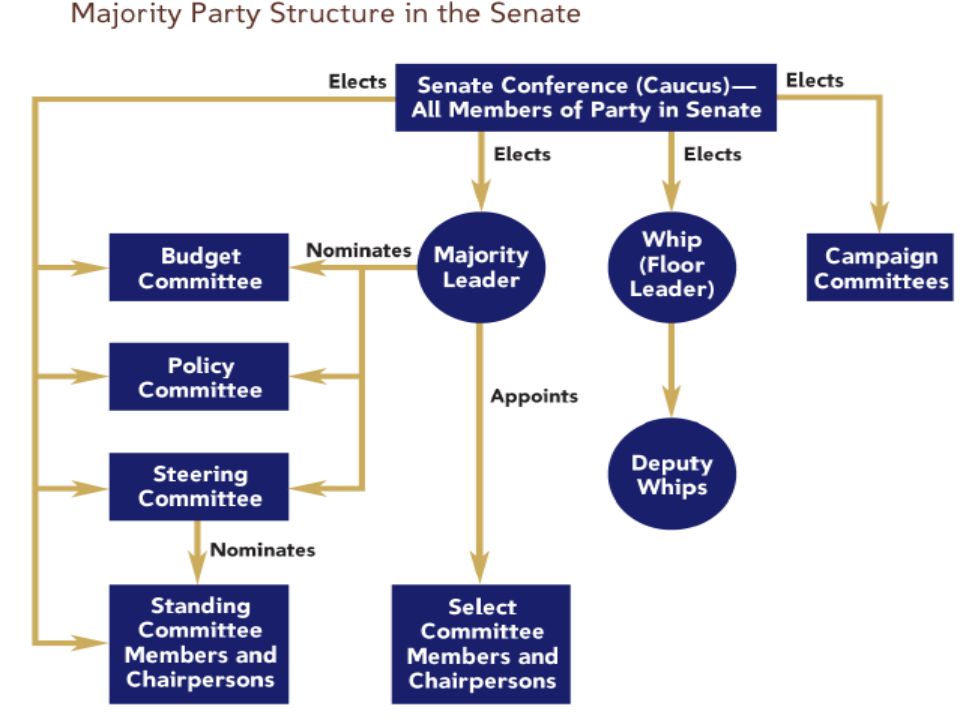 Majority Party Structure in the Senate
Elects
Senate Conference (Caucus)—
All Members of Party in Senate
Elects
Elects
Elects
Budget
Committee
Nominates
Majority
Leader
Whip
(Floor
Leader)
Campaign
Committees
Policy
Committee
Appoints
Steering
Committee
Deputy
Whips
Nominates
Standing
Committee
Members and
Chairpersons
Select
Committee
Members and
Chairpersons